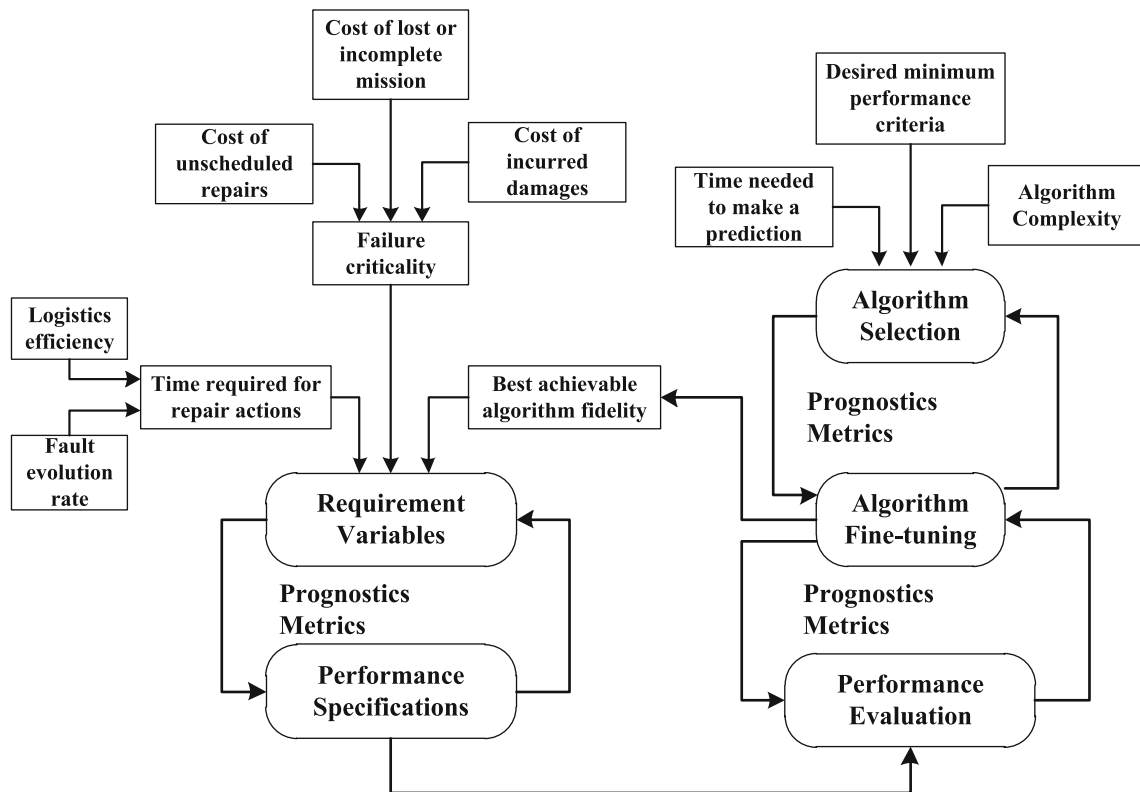 Cost of lost or
incomplete
mission
Desired minimum
performance
criteria
Cost of
unscheduled
repairs
Cost of
incurred
damages
Time needed
to make a
prediction
Algorithm
Complexity
Failure
criticality
Algorithm
Selection
Logistics
efficiency
Time required for
repair actions
Best achievable
algorithm fidelity
Prognostics
Metrics
Fault
evolution
rate
Requirement
Variables
Algorithm
Fine-tuning
Prognostics
Metrics
Prognostics
Metrics
Performance
Specifications
Performance
Evaluation